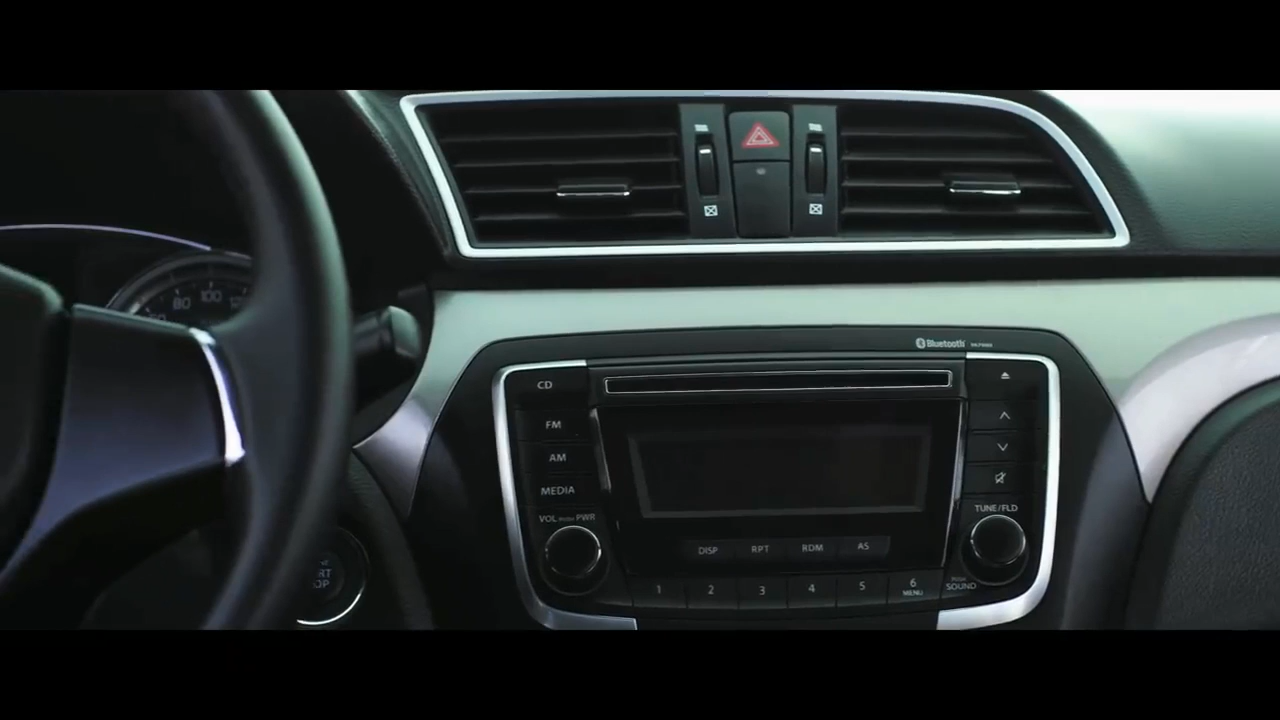 80 100
Bluetooth
CD
FM
AM
MEDIA
VOL PUSH PWR
TUNE/FLD
DISP RPT RDM AS
1 2 3 4 5 6
MENU
SOUND